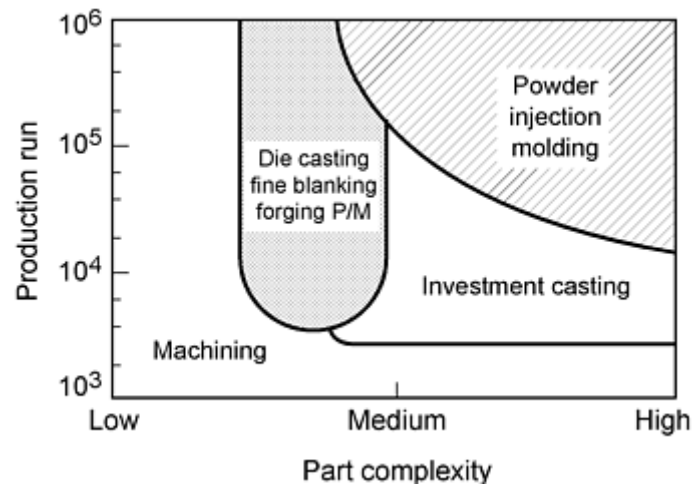 10⁶
10⁵
10⁴
10³
Production run
Powder
injection
molding
Die casting
fine blanking
forging P/M
Investment casting
Machining
Low
Medium
High
Part complexity